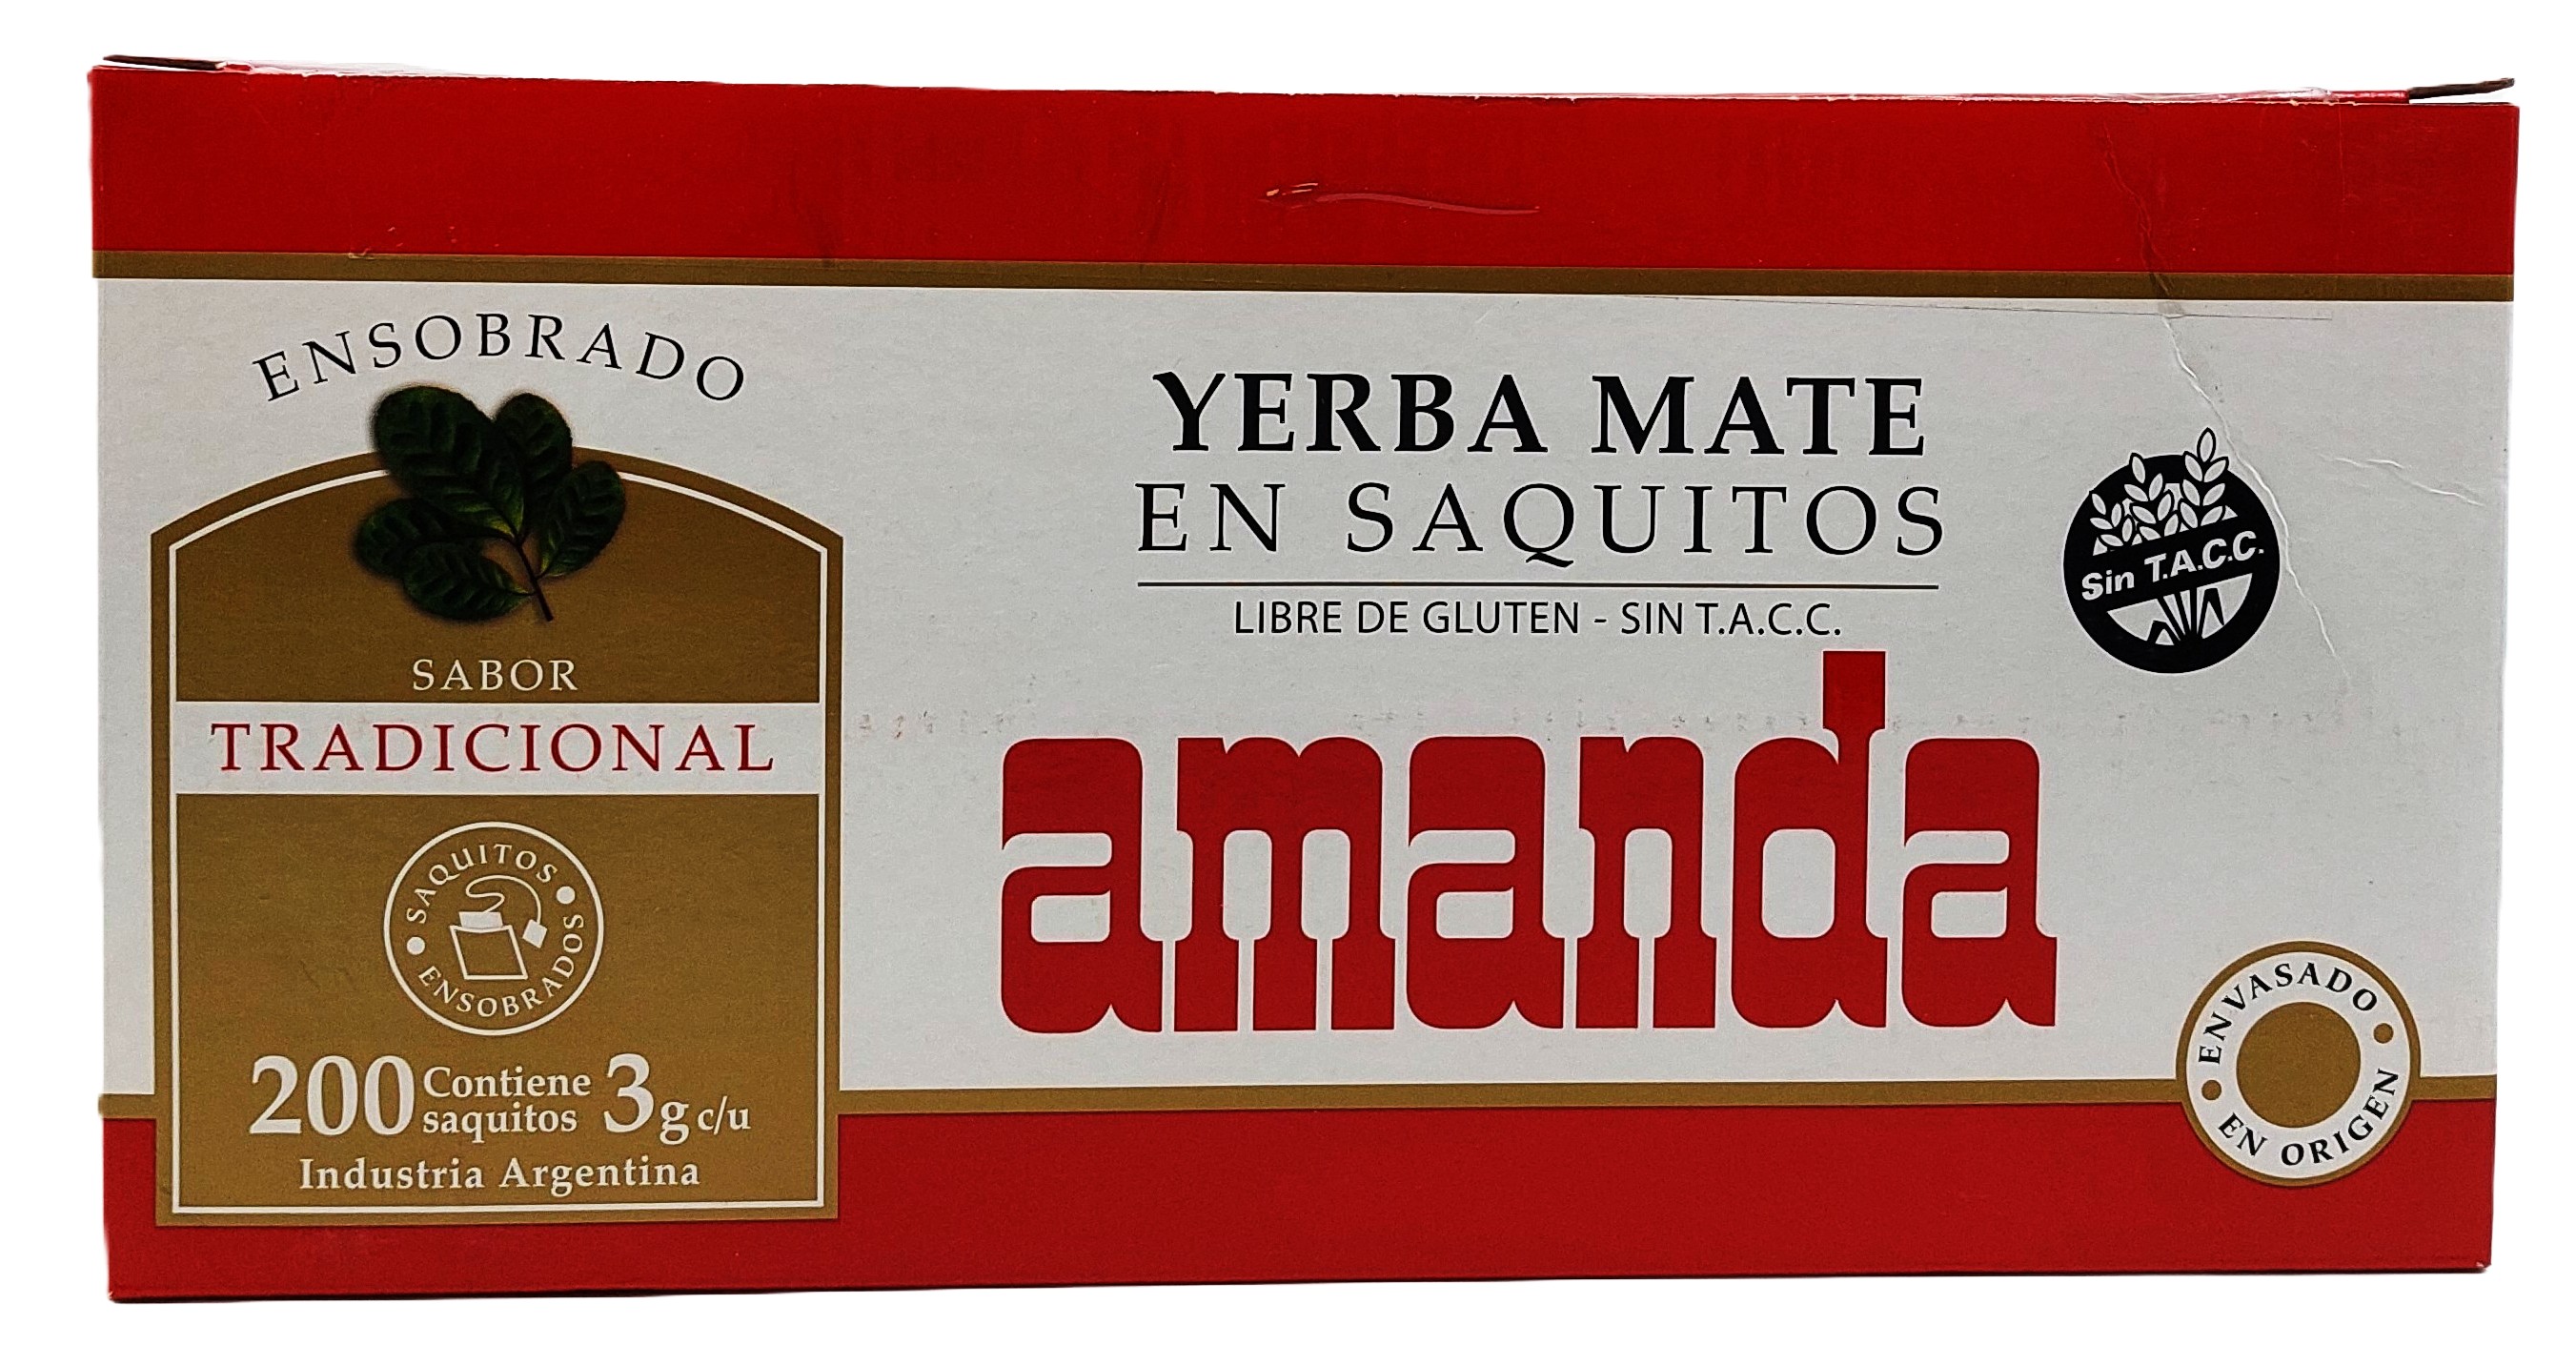 ENSOBRADO
SABOR
TRADICIONAL
SAQUITOS
ENSOBRADOS
200 Contiene saquitos 3g c/u
Industria Argentina
YERBA MATE
EN SAQUITOS
LIBRE DE GLUTEN - SIN T.A.C.C.
Sin T.A.C.C.
amanda
ENVASADO
EN ORIGEN